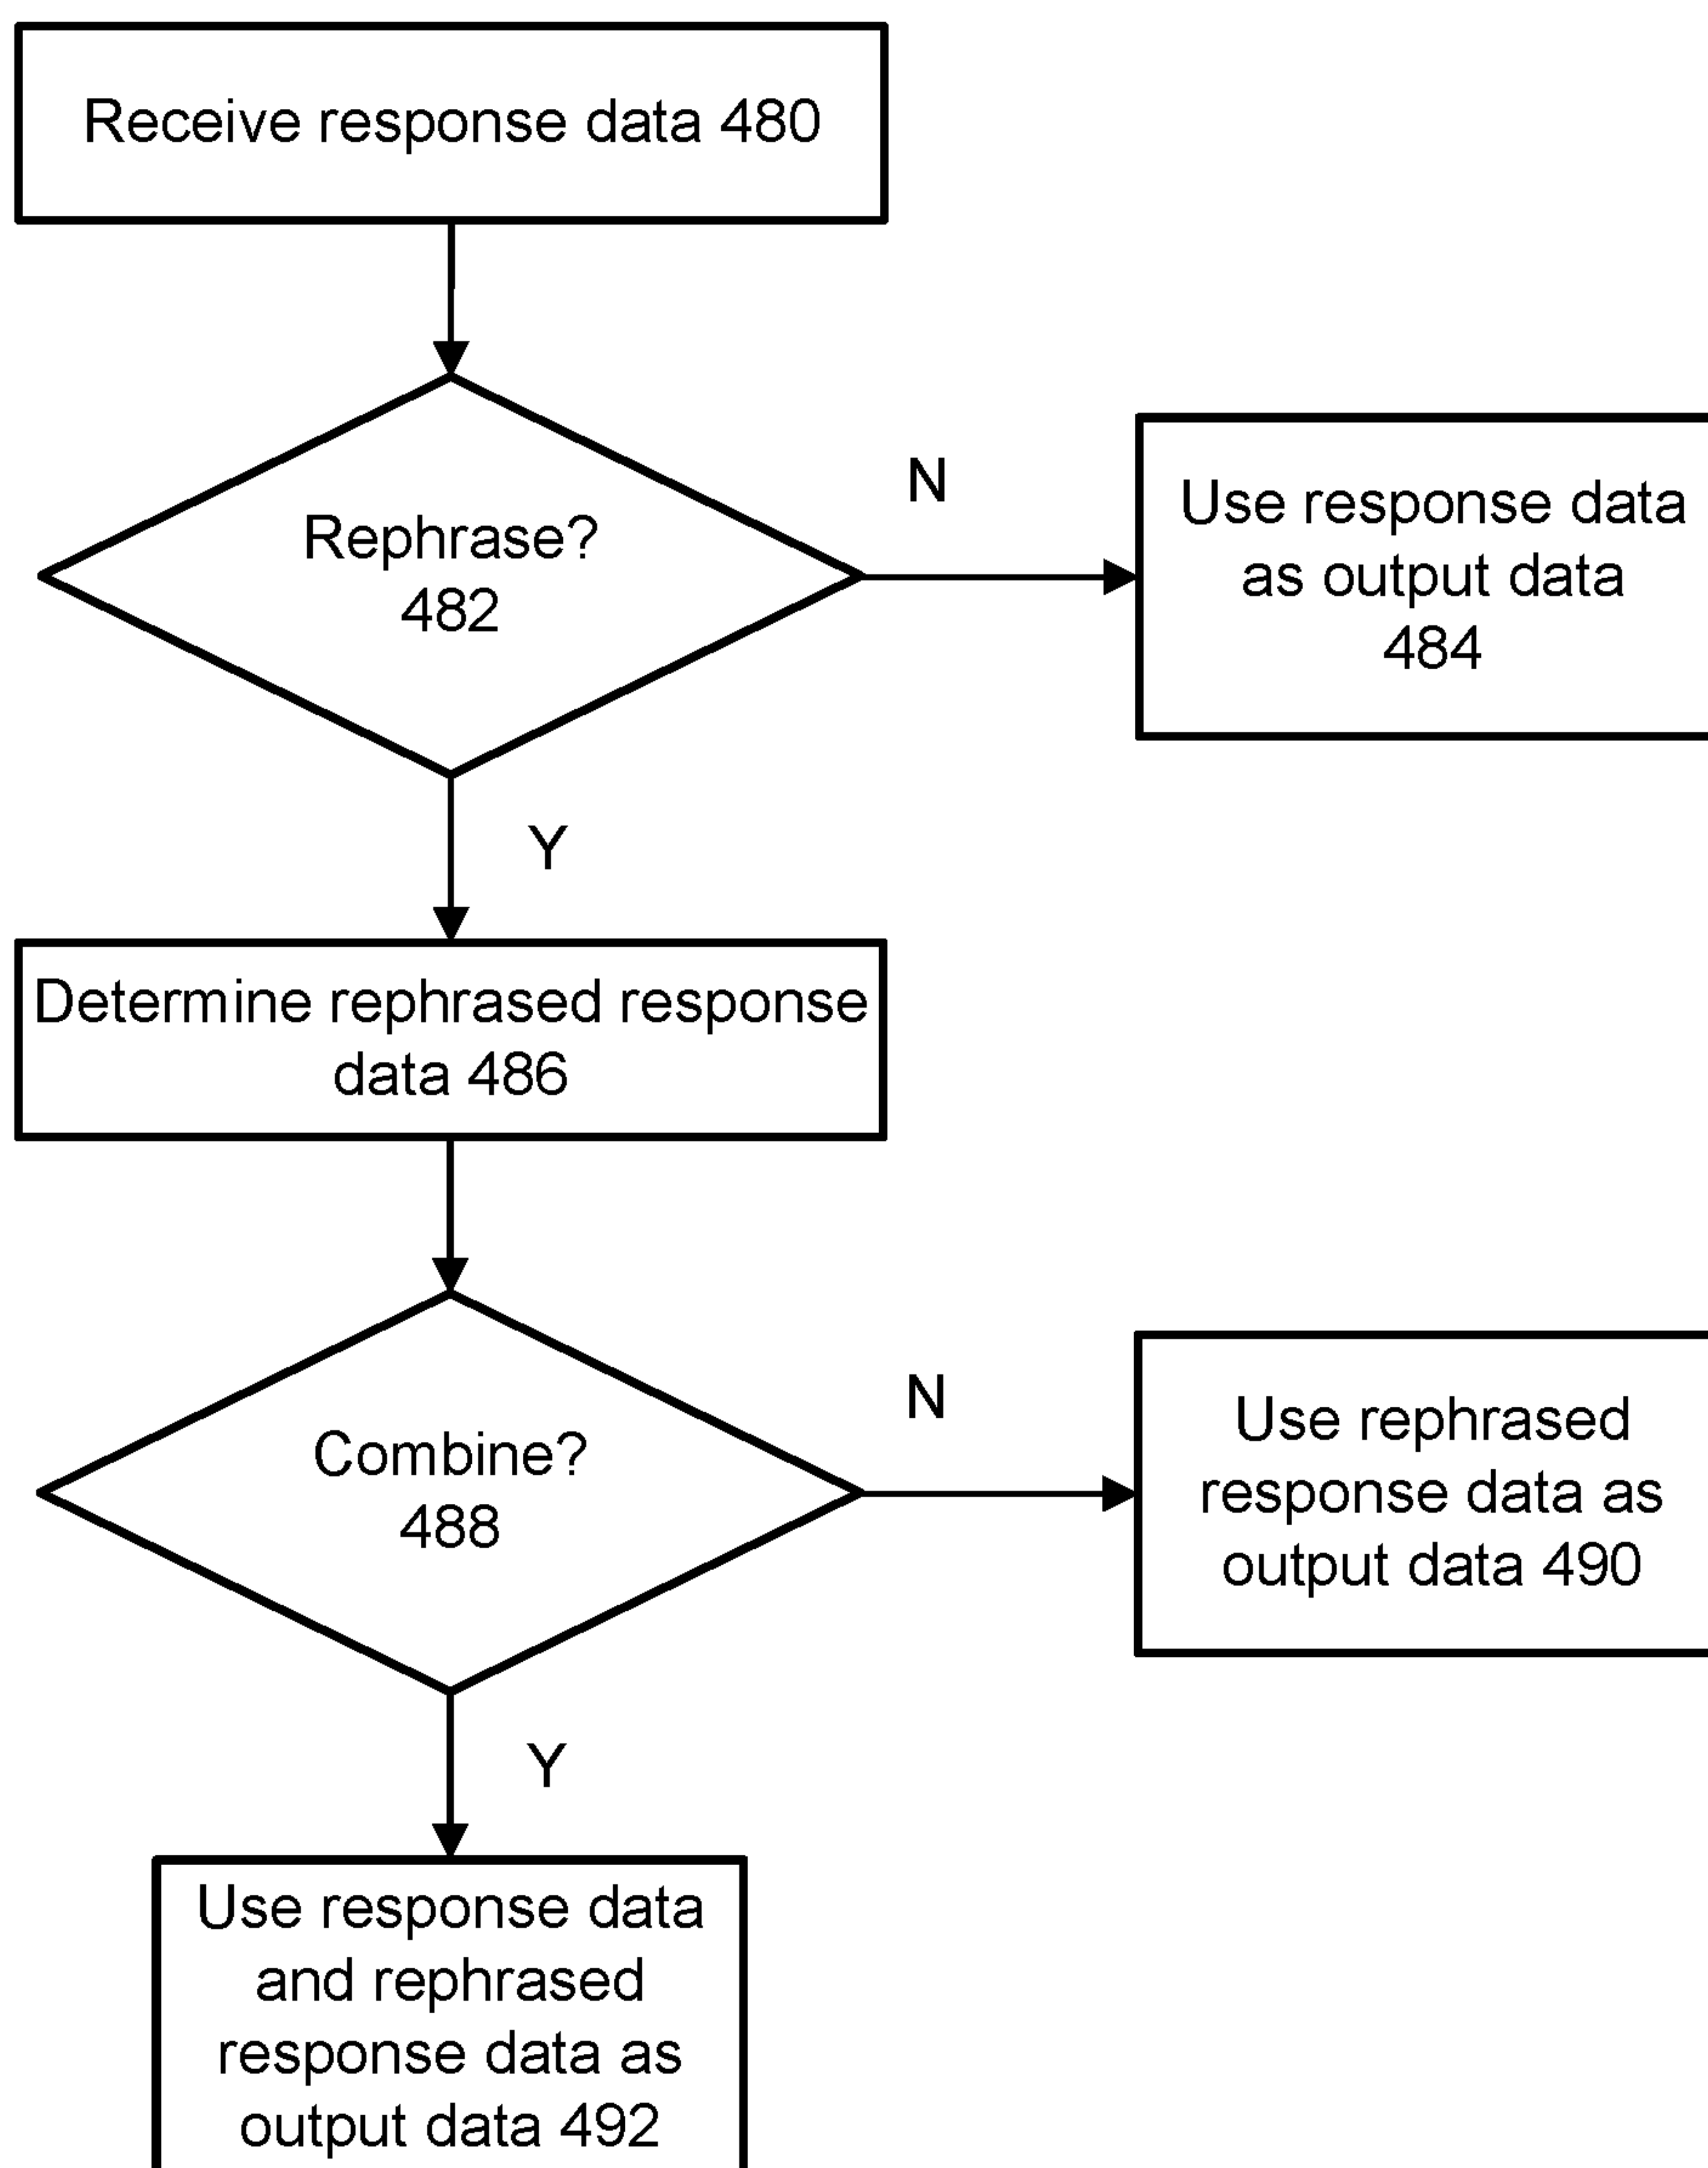 Receive response data 480
Rephrase?
482
N
Use response data
as output data
484
Y
Determine rephrased response
data 486
Combine?
488
N
Use rephrased
response data as
output data 490
Y
Use response data
and rephrased
response data as
output data 492